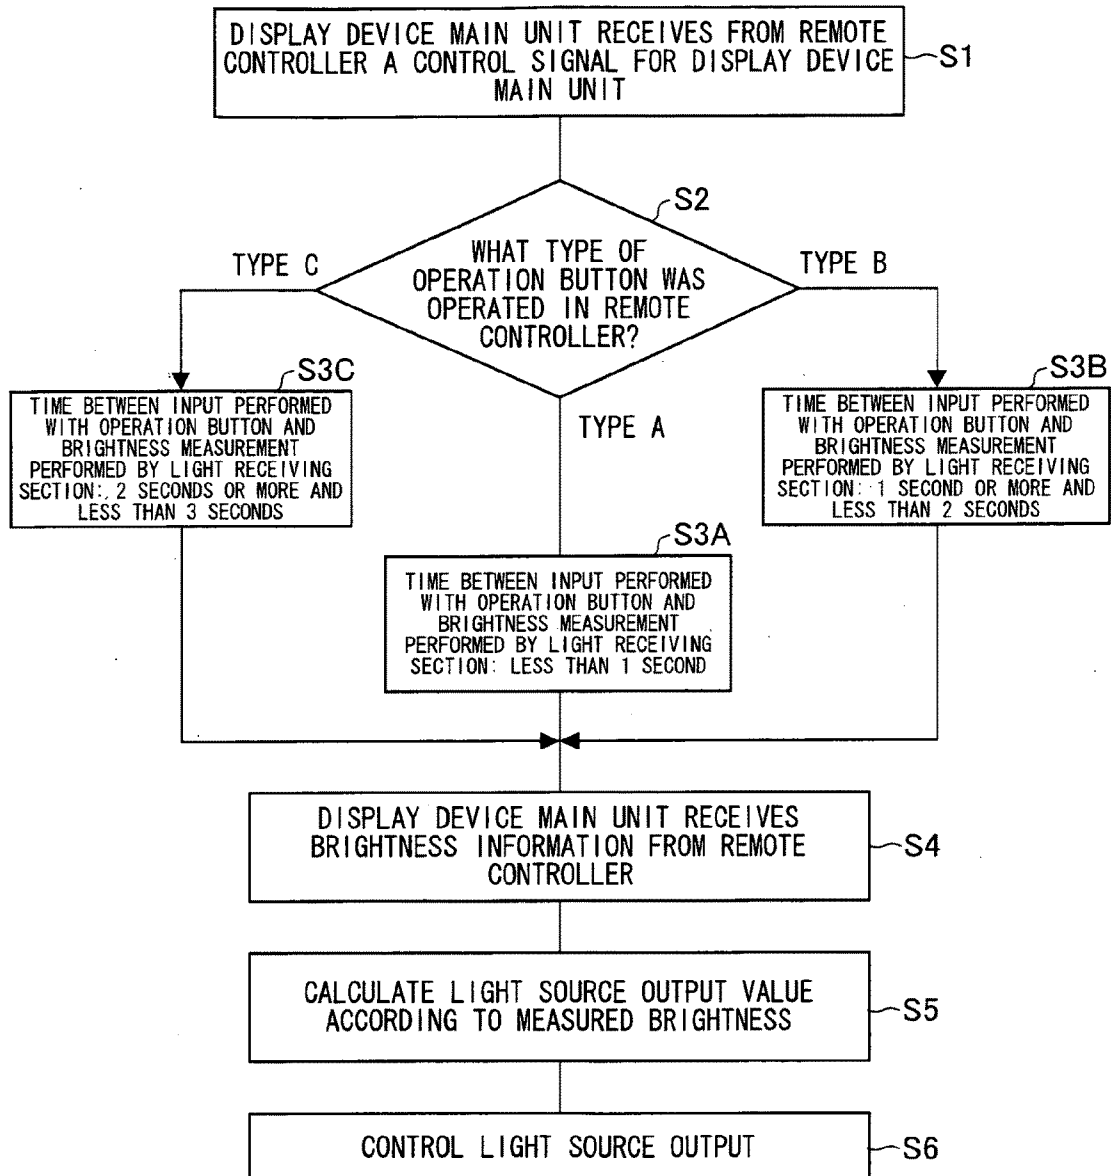 DISPLAY DEVICE MAIN UNIT RECEIVES FROM REMOTE
CONTROLLER A CONTROL SIGNAL FOR DISPLAY DEVICE
MAIN UNIT
S1
S2
WHAT TYPE OF
OPERATION BUTTON WAS
OPERATED IN REMOTE
CONTROLLER?
TYPE C
TYPE B
TYPE A
S3C
TIME BETWEEN INPUT PERFORMED
WITH OPERATION BUTTON AND
BRIGHTNESS MEASUREMENT
PERFORMED BY LIGHT RECEIVING
SECTION: 2 SECONDS OR MORE AND
LESS THAN 3 SECONDS
S3B
TIME BETWEEN INPUT PERFORMED
WITH OPERATION BUTTON AND
BRIGHTNESS MEASUREMENT
PERFORMED BY LIGHT RECEIVING
SECTION: 1 SECOND OR MORE AND
LESS THAN 2 SECONDS
S3A
TIME BETWEEN INPUT PERFORMED
WITH OPERATION BUTTON AND
BRIGHTNESS MEASUREMENT
PERFORMED BY LIGHT RECEIVING
SECTION: LESS THAN 1 SECOND
DISPLAY DEVICE MAIN UNIT RECEIVES
BRIGHTNESS INFORMATION FROM REMOTE
CONTROLLER
S4
CALCULATE LIGHT SOURCE OUTPUT VALUE
ACCORDING TO MEASURED BRIGHTNESS
S5
CONTROL LIGHT SOURCE OUTPUT
S6